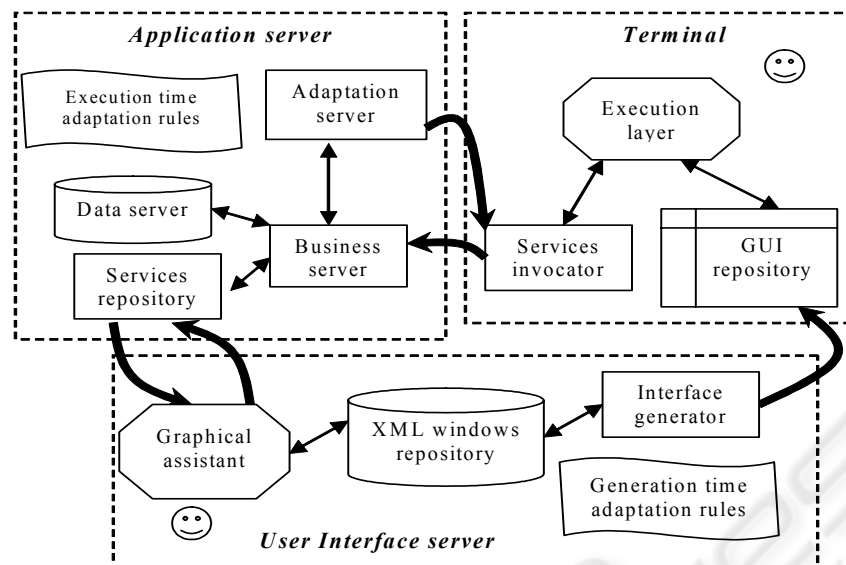 Application server
Execution time
adaptation rules
Adaptation
server
Data server
Business
server
Services
repository
Terminal
Execution
layer
Services
invocator
GUI
repository
Graphical
assistant
XML windows
repository
Interface
generator
Generation time
adaptation rules
User Interface server